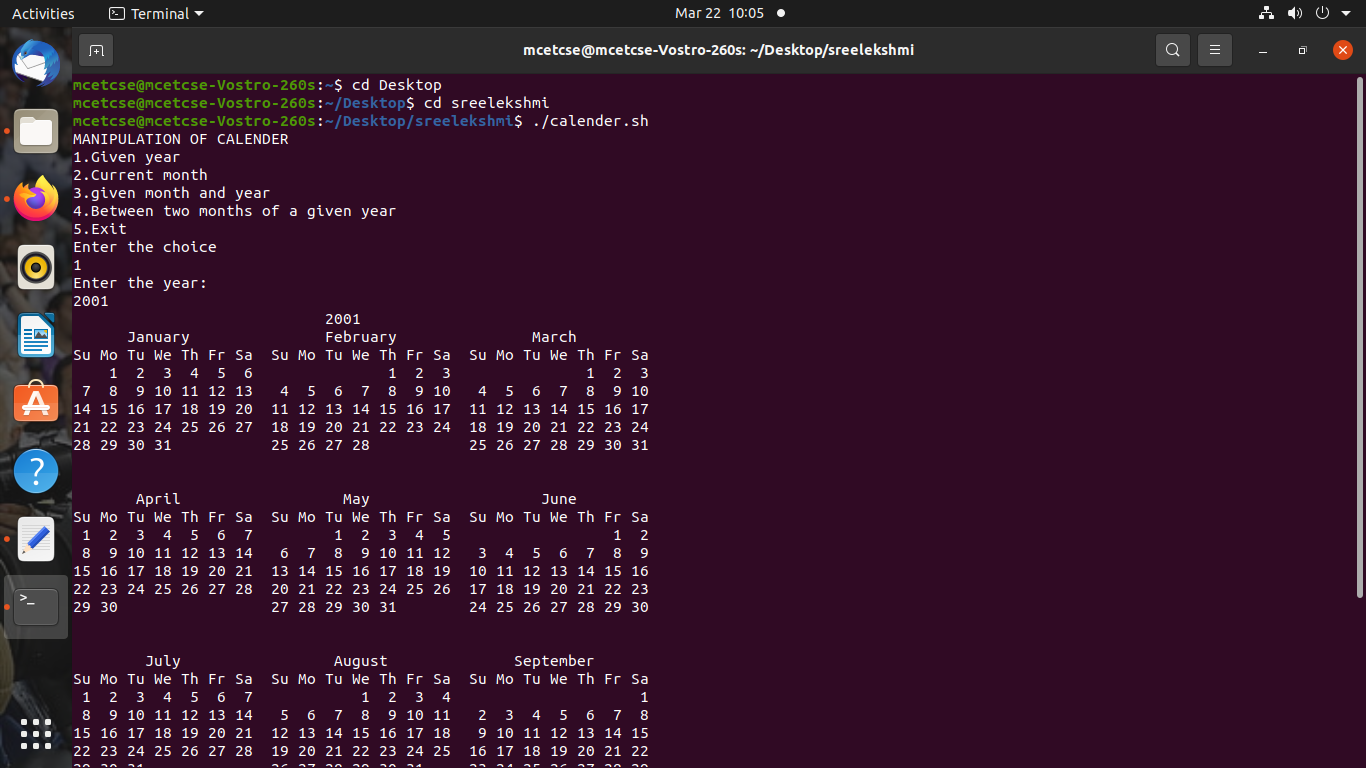 Activities Terminal Mar 22 10:05
mcetcse@mcetcse-Vostro-260s: ~/Desktop/sreelekshmi
mcetcse@mcetcse-Vostro-260s:~$ cd Desktop
mcetcse@mcetcse-Vostro-260s:~/Desktop$ cd sreelekshmi
mcetcse@mcetcse-Vostro-260s:~/Desktop/sreelekshmi$ ./calender.sh
MANIPULATION OF CALENDER
1.Given year
2.Current month
3.given month and year
4.Between two months of a given year
5.Exit
Enter the choice
1
Enter the year:
2001
                            2001
      January               February               March
Su Mo Tu We Th Fr Sa  Su Mo Tu We Th Fr Sa  Su Mo Tu We Th Fr Sa
    1  2  3  4  5  6               1  2  3               1  2  3
 7  8  9 10 11 12 13   4  5  6  7  8  9 10   4  5  6  7  8  9 10
14 15 16 17 18 19 20  11 12 13 14 15 16 17  11 12 13 14 15 16 17
21 22 23 24 25 26 27  18 19 20 21 22 23 24  18 19 20 21 22 23 24
28 29 30 31           25 26 27 28           25 26 27 28 29 30 31
       April                  May                   June
Su Mo Tu We Th Fr Sa  Su Mo Tu We Th Fr Sa  Su Mo Tu We Th Fr Sa
 1  2  3  4  5  6  7         1  2  3  4  5                  1  2
 8  9 10 11 12 13 14   6  7  8  9 10 11 12   3  4  5  6  7  8  9
15 16 17 18 19 20 21  13 14 15 16 17 18 19  10 11 12 13 14 15 16
22 23 24 25 26 27 28  20 21 22 23 24 25 26  17 18 19 20 21 22 23
29 30                 27 28 29 30 31        24 25 26 27 28 29 30
        July                 August              September
Su Mo Tu We Th Fr Sa  Su Mo Tu We Th Fr Sa  Su Mo Tu We Th Fr Sa
 1  2  3  4  5  6  7            1  2  3  4                     1
 8  9 10 11 12 13 14   5  6  7  8  9 10 11   2  3  4  5  6  7  8
15 16 17 18 19 20 21  12 13 14 15 16 17 18   9 10 11 12 13 14 15
22 23 24 25 26 27 28  19 20 21 22 23 24 25  16 17 18 19 20 21 22